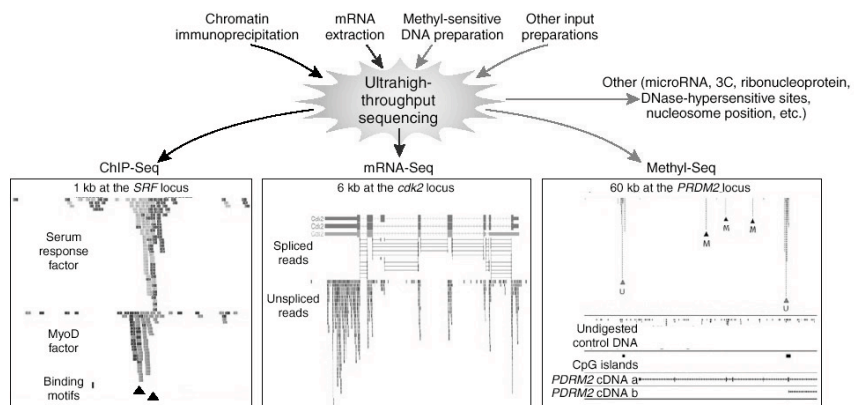 Chromatin
immunoprecipitation
mRNA
extraction
Methyl-sensitive
DNA preparation
Other input
preparations
Ultrahigh-
throughput
sequencing
Other (microRNA, 3C, ribonucleoprotein,
DNase-hypersensitive sites,
nucleosome position, etc.)
ChIP-Seq
1 kb at the SRF locus
Serum
response
factor
MyoD
factor
Binding
motifs
mRNA-Seq
6 kb at the cdk2 locus
Cdk2
Cdk2
Cdk2
Spliced
reads
Unspliced
reads
Methyl-Seq
60 kb at the PRDM2 locus
M
M
M
U
U
Undigested
control DNA
CpG islands
PDRM2 cDNA a
PDRM2 cDNA b